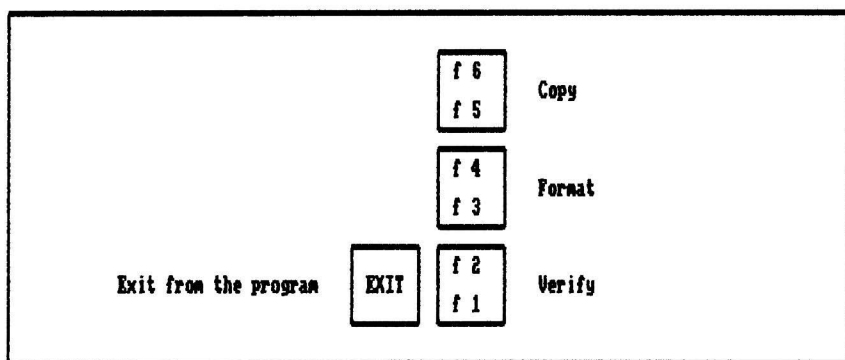 f 6
Copy
f 5
f 4
Format
f 3
f 2
Exit from the program EXIT Verify
f 1